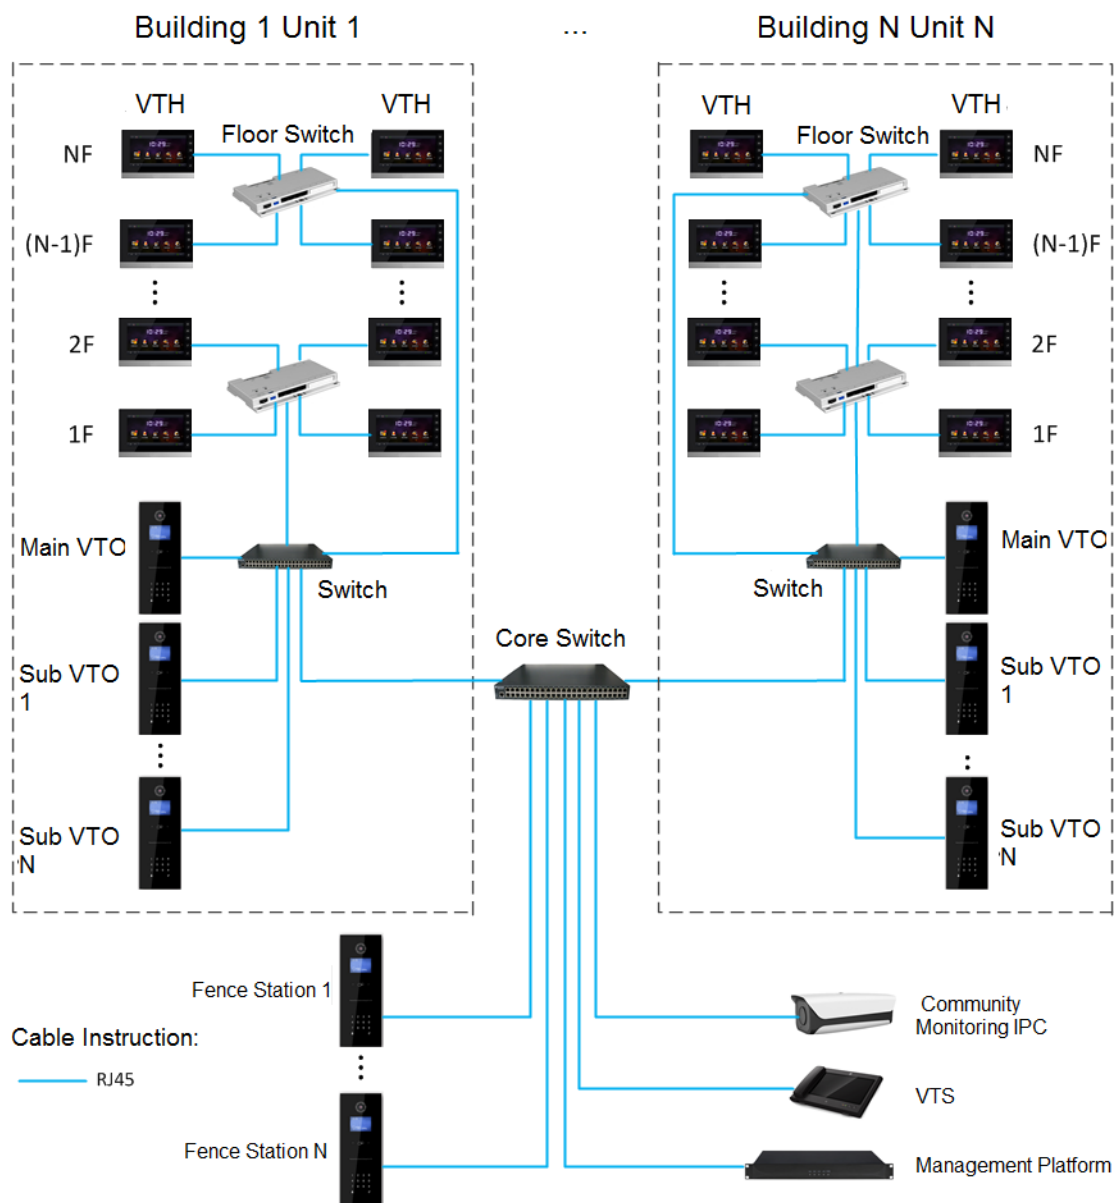 Building 1 Unit 1
...
Building N Unit N
VTH
VTH
VTH
VTH
Floor Switch
Floor Switch
NF
NF
(N-1)F
(N-1)F
2F
2F
1F
1F
Main VTO
Main VTO
Switch
Switch
Core Switch
Sub VTO
1
Sub VTO
1
Sub VTO
N
Sub VTO
N
Fence Station 1
Community
Monitoring IPC
Cable Instruction:
RJ45
VTS
Fence Station N
Management Platform